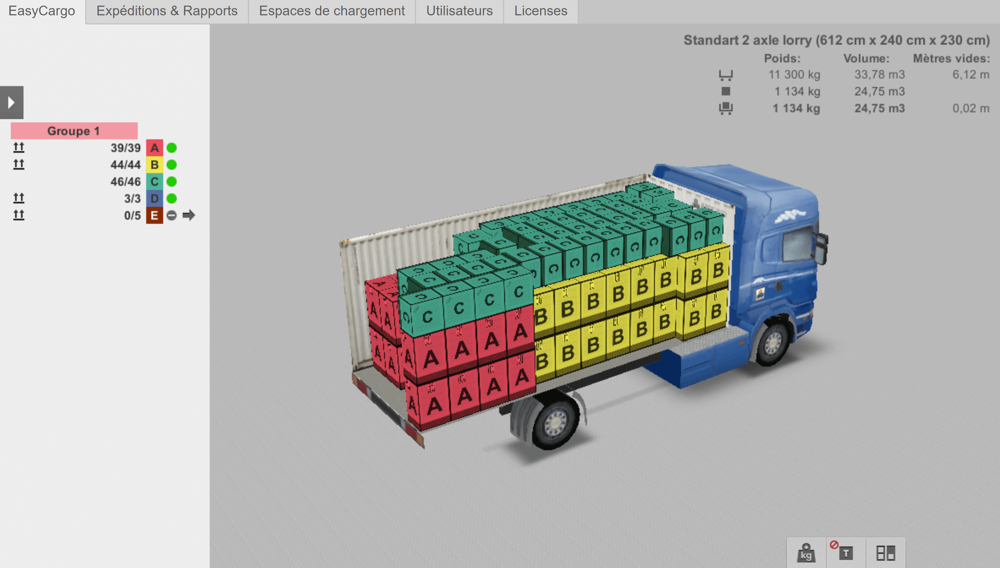 EasyCargo Expéditions & Rapports Espaces de chargement Utilisateurs Licenses
Standart 2 axle lorry (612 cm x 240 cm x 230 cm)
Poids: Volume: Mètres vides:
11 300 kg 33,78 m3 6,12 m
1 134 kg 24,75 m3
1 134 kg 24,75 m3 0,02 m
Groupe 1
39/39 A
44/44 B
46/46 C
3/3 D
0/5 E
C C C C
B B B B B B B B
A A A A
B B B B B B B B
A A A A
kg T